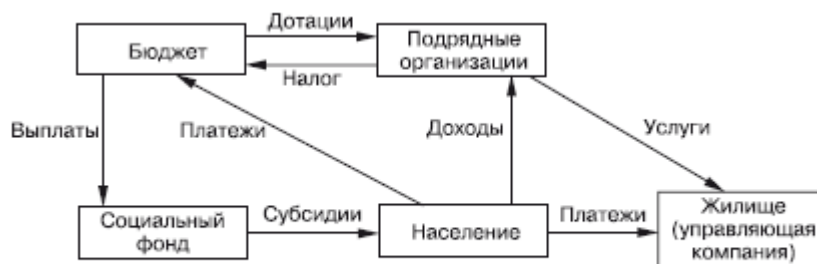 Дотации
Бюджет
Подрядные
организации
Налог
Выплаты
Платежи
Доходы
Услуги
Социальный
фонд
Субсидии
Население
Платежи
Жилище
(управляющая
компания)